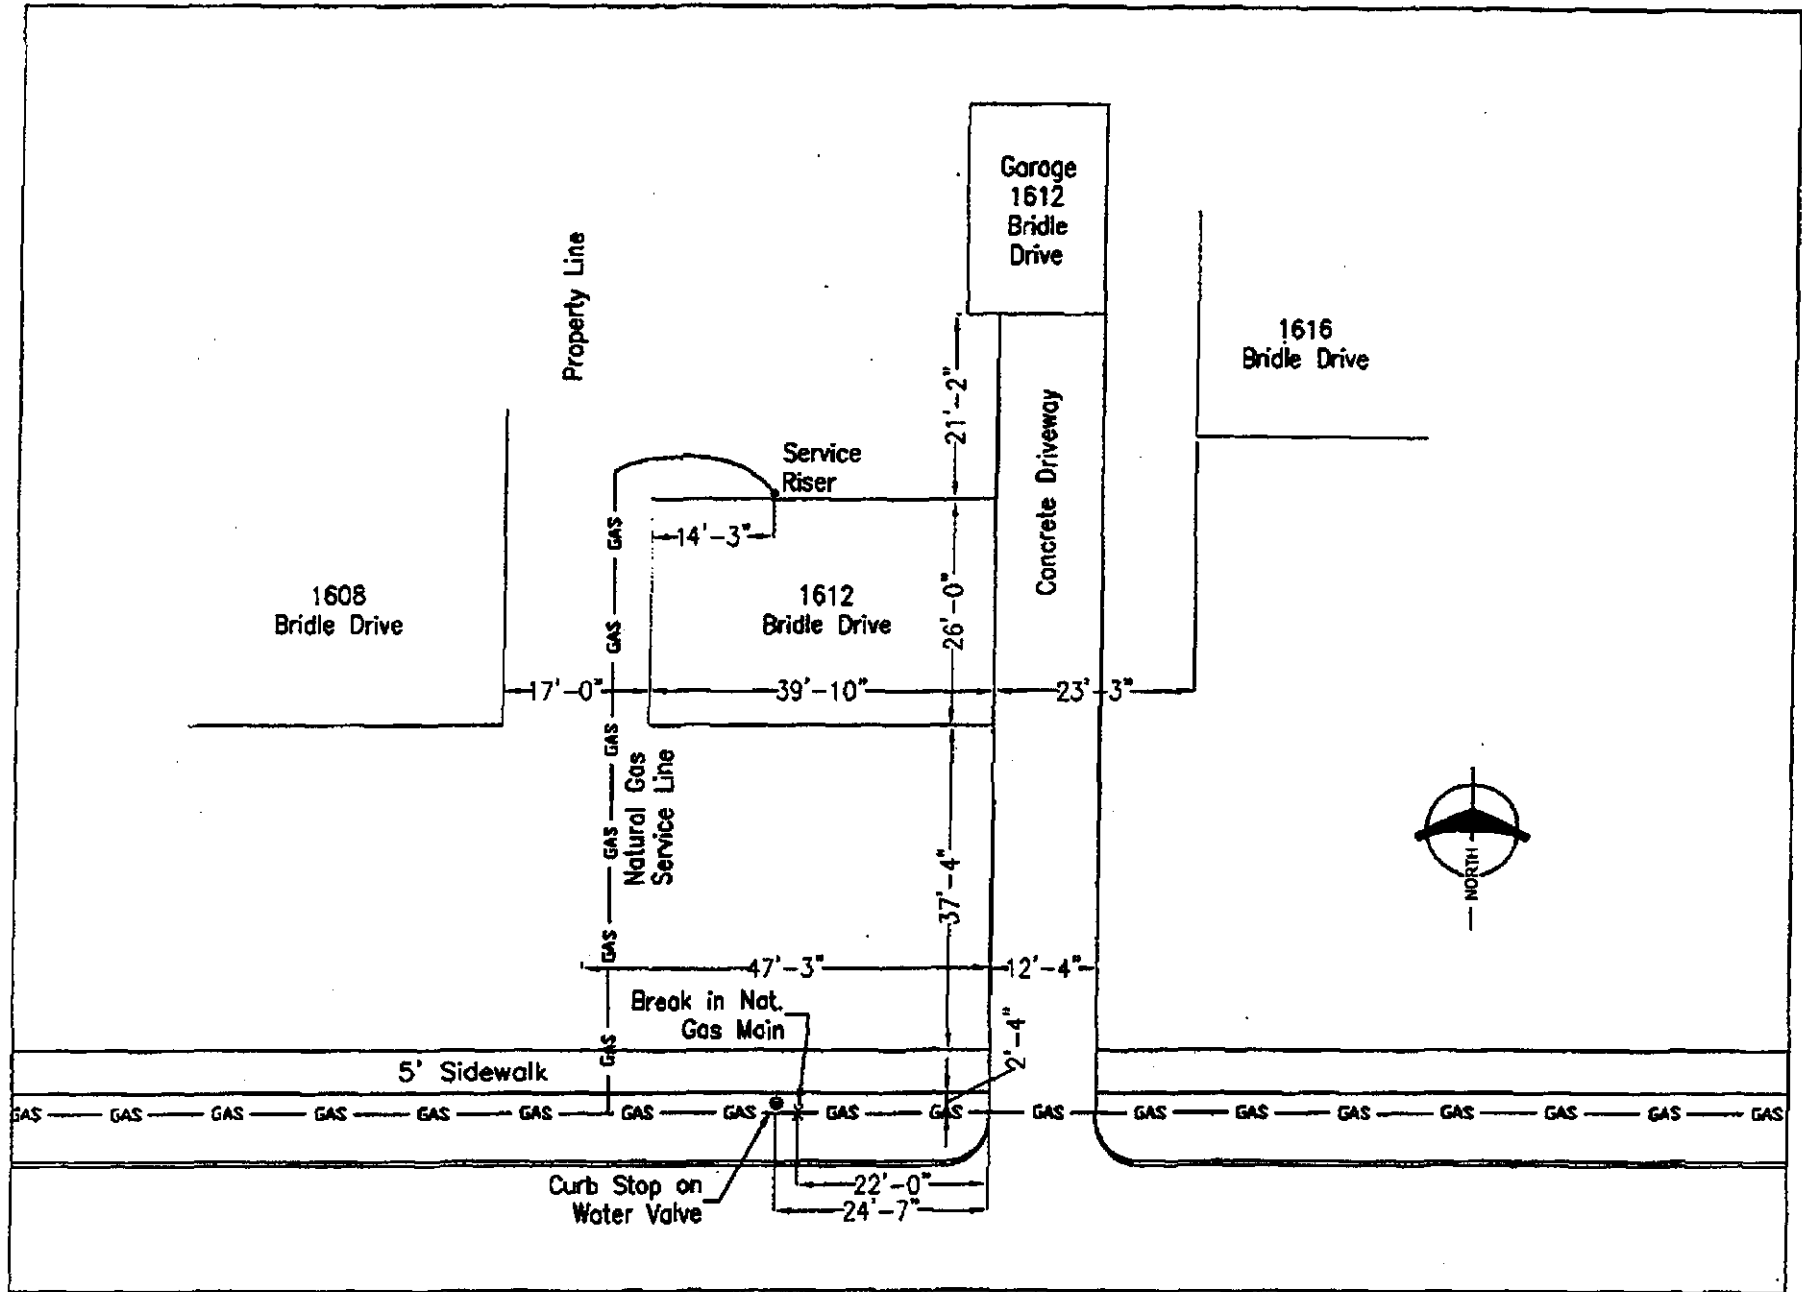 Garage
1612
Bridle
Drive
Property Line
1616
Bridle Drive
21'-2"
Concrete Driveway
Service
Riser
GAS
14'-3"
1608
Bridle Drive
1612
Bridle Drive
26'-0"
GAS
17'-0"
39'-10"
23'-3"
GAS
Natural Gas
Service Line
GAS
37'-4"
NORTH
GAS
47'-3"
12'-4"
Break in Nat.
Gas Main
2'-4"
GAS
5' Sidewalk
GAS GAS GAS GAS GAS GAS GAS GAS GAS GAS GAS GAS GAS GAS GAS GAS GAS GAS
Curb Stop on
Water Valve
22'-0"
24'-7"